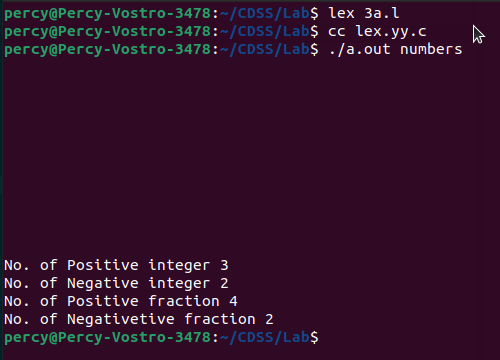 percy@Percy-Vostro-3478:~/CDSS/Lab$ lex 3a.l
percy@Percy-Vostro-3478:~/CDSS/Lab$ cc lex.yy.c
percy@Percy-Vostro-3478:~/CDSS/Lab$ ./a.out numbers
No. of Positive integer 3
No. of Negative integer 2
No. of Positive fraction 4
No. of Negativetive fraction 2
percy@Percy-Vostro-3478:~/CDSS/Lab$